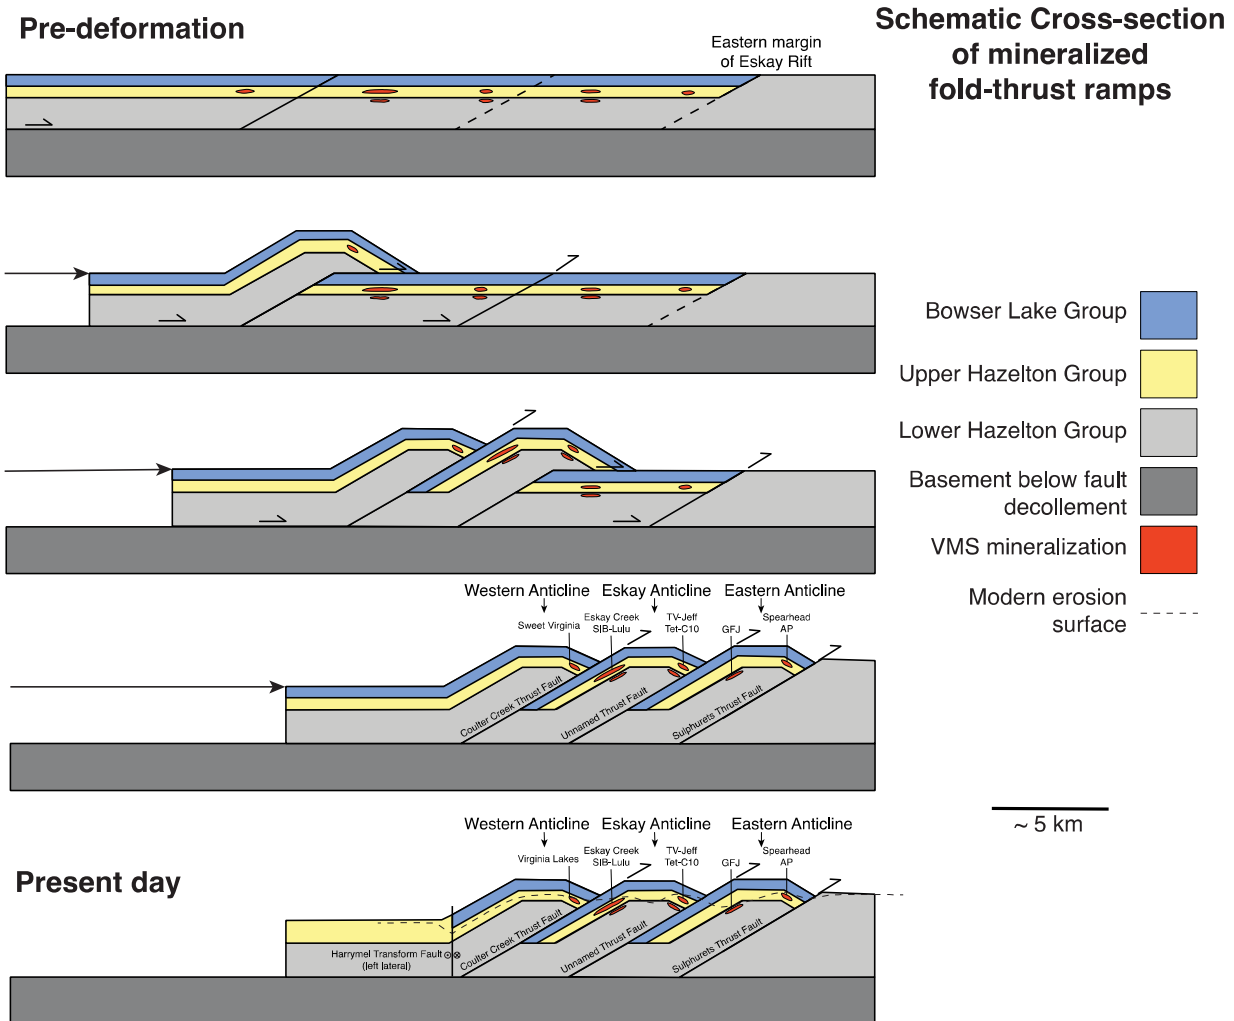 Pre-deformation
Schematic Cross-section
of mineralized
fold-thrust ramps
Eastern margin
of Eskay Rift
Bowser Lake Group
Upper Hazelton Group
Lower Hazelton Group
Basement below fault
decollement
VMS mineralization
Modern erosion
surface
Western Anticline
Eskay Anticline
Eastern Anticline
Sweet Virginia
Eskay Creek
SIB-Lulu
TV-Jeff
Tet-C10
GFJ
Spearhead
AP
Coulter Creek Thrust Fault
Unnamed Thrust Fault
Sulphurets Thrust Fault
~ 5 km
Present day
Western Anticline
Eskay Anticline
Eastern Anticline
Virginia Lakes
Eskay Creek
SIB-Lulu
TV-Jeff
Tet-C10
GFJ
Spearhead
AP
Harrymel Transform Fault
(left lateral)
Coulter Creek Thrust Fault
Unnamed Thrust Fault
Sulphurets Thrust Fault